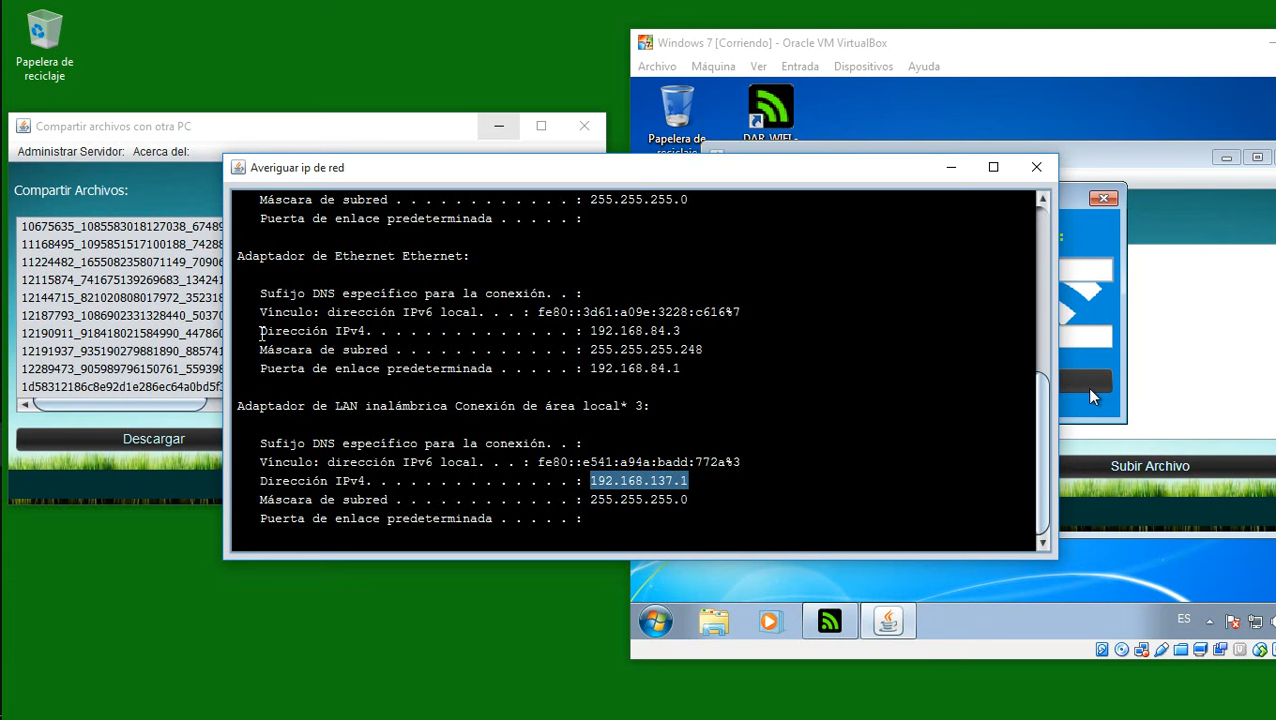 Papelera de
reciclaje
Windows 7 [Corriendo] - Oracle VM VirtualBox
Archivo Máquina Ver Entrada Dispositivos Ayuda
Papelera de
DAR_WIFI -
Compartir archivos con otra PC
Administrar Servidor: Acerca del:
Compartir Archivos:
10675635_1085583018127038_67489
11168495_1095851517100188_74288
11224482_1655082358071149_70906
12115874_741675139269683_134241
12144715_821020808017972_352318
12187793_1086902331328440_50370
12190911_918418021584990_447860
12191937_935190279881890_885741
12289473_905989796150761_559398
1d58312186c8e92d1e286ec64a0bd5f3
Descargar
Averiguar ip de red
Máscara de subred . . . . . . . . . . . . : 255.255.255.0
Puerta de enlace predeterminada . . . . . :
Adaptador de Ethernet Ethernet:
Sufijo DNS específico para la conexión. . :
Vínculo: dirección IPv6 local. . . : fe80::3d61:a09e:3228:c616%7
Dirección IPv4. . . . . . . . . . . . . . : 192.168.84.3
Máscara de subred . . . . . . . . . . . . : 255.255.255.248
Puerta de enlace predeterminada . . . . . : 192.168.84.1
Adaptador de LAN inalámbrica Conexión de área local* 3:
Sufijo DNS específico para la conexión. . :
Vínculo: dirección IPv6 local. . . : fe80::e541:a94a:badd:772a%3
Dirección IPv4. . . . . . . . . . . . . . : 192.168.137.1
Máscara de subred . . . . . . . . . . . . : 255.255.255.0
Puerta de enlace predeterminada . . . . . :
Subir Archivo
ES